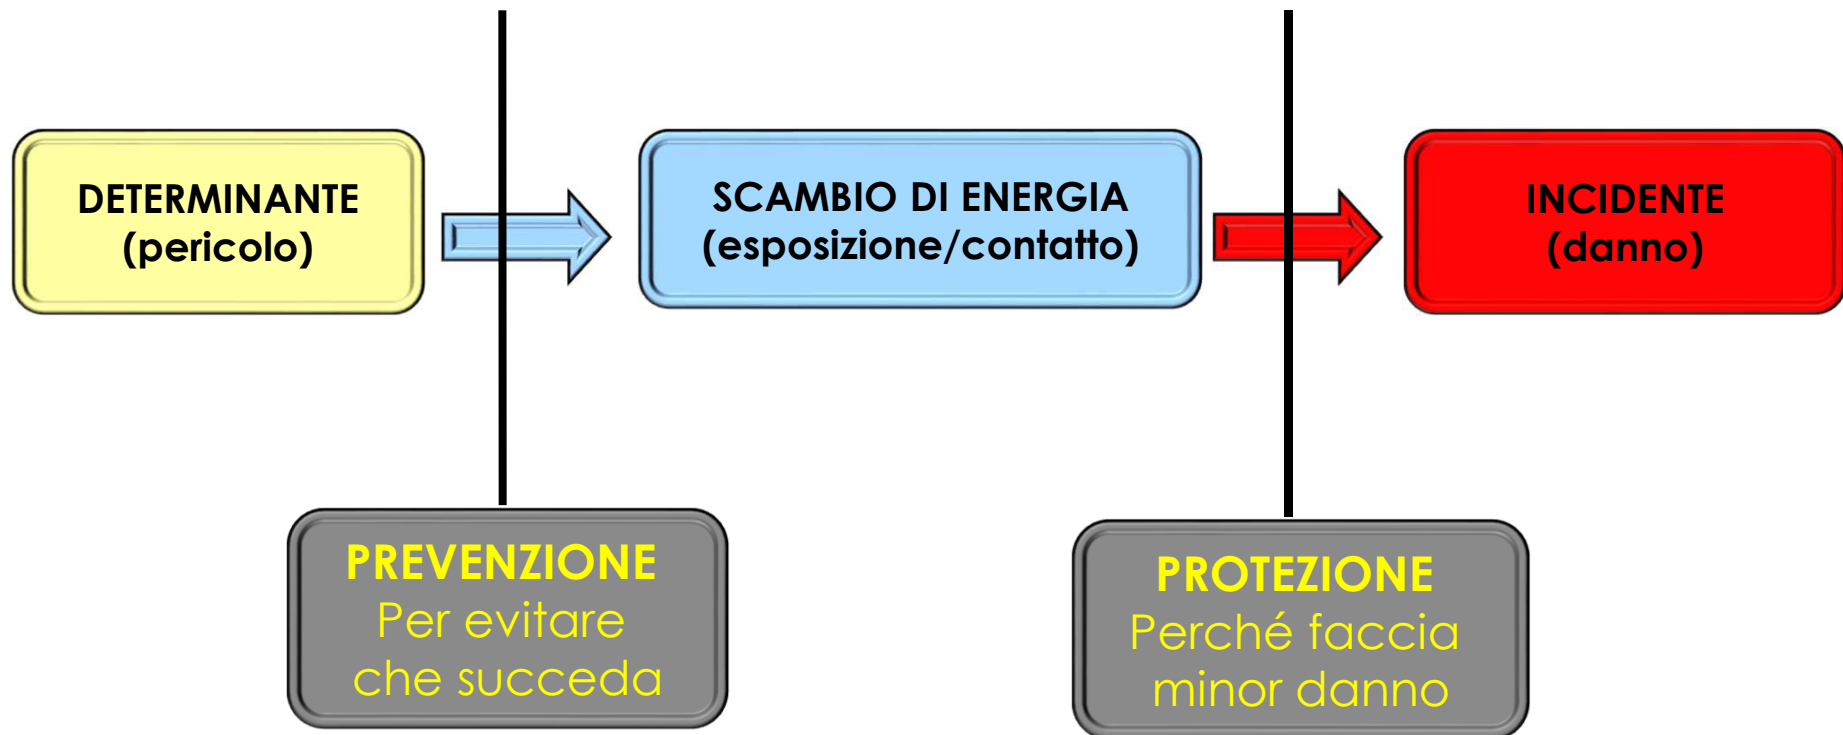 DETERMINANTE
(pericolo)
SCAMBIO DI ENERGIA
(esposizione/contatto)
INCIDENTE
(danno)
PREVENZIONE
Per evitare
che succeda
PROTEZIONE
Perché faccia
minor danno